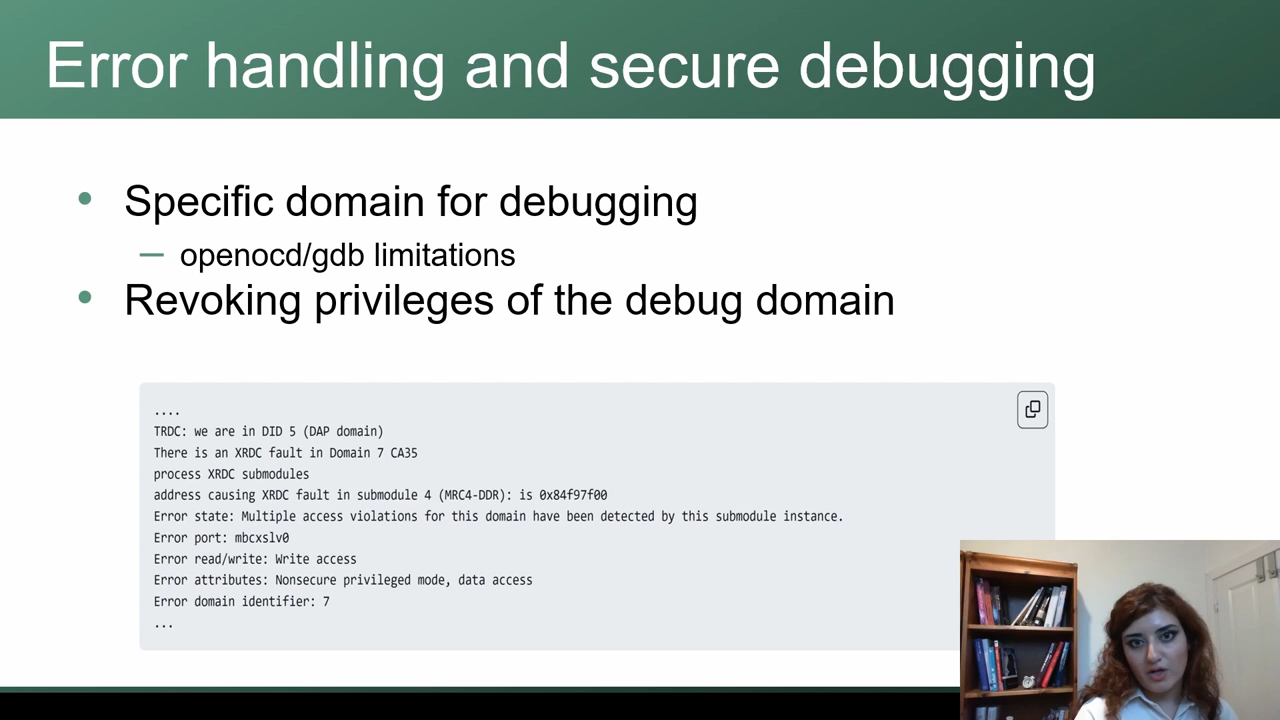 Error handling and secure debugging
Specific domain for debugging
openocd/gdb limitations
Revoking privileges of the debug domain
....
TRDC: we are in DID 5 (DAP domain)
There is an XRDC fault in Domain 7 CA35
process XRDC submodules
address causing XRDC fault in submodule 4 (MRC4-DDR): is 0x84f97f00
Error state: Multiple access violations for this domain have been detected by this submodule instance.
Error port: mbcxslv0
Error read/write: Write access
Error attributes: Nonsecure privileged mode, data access
Error domain identifier: 7
...